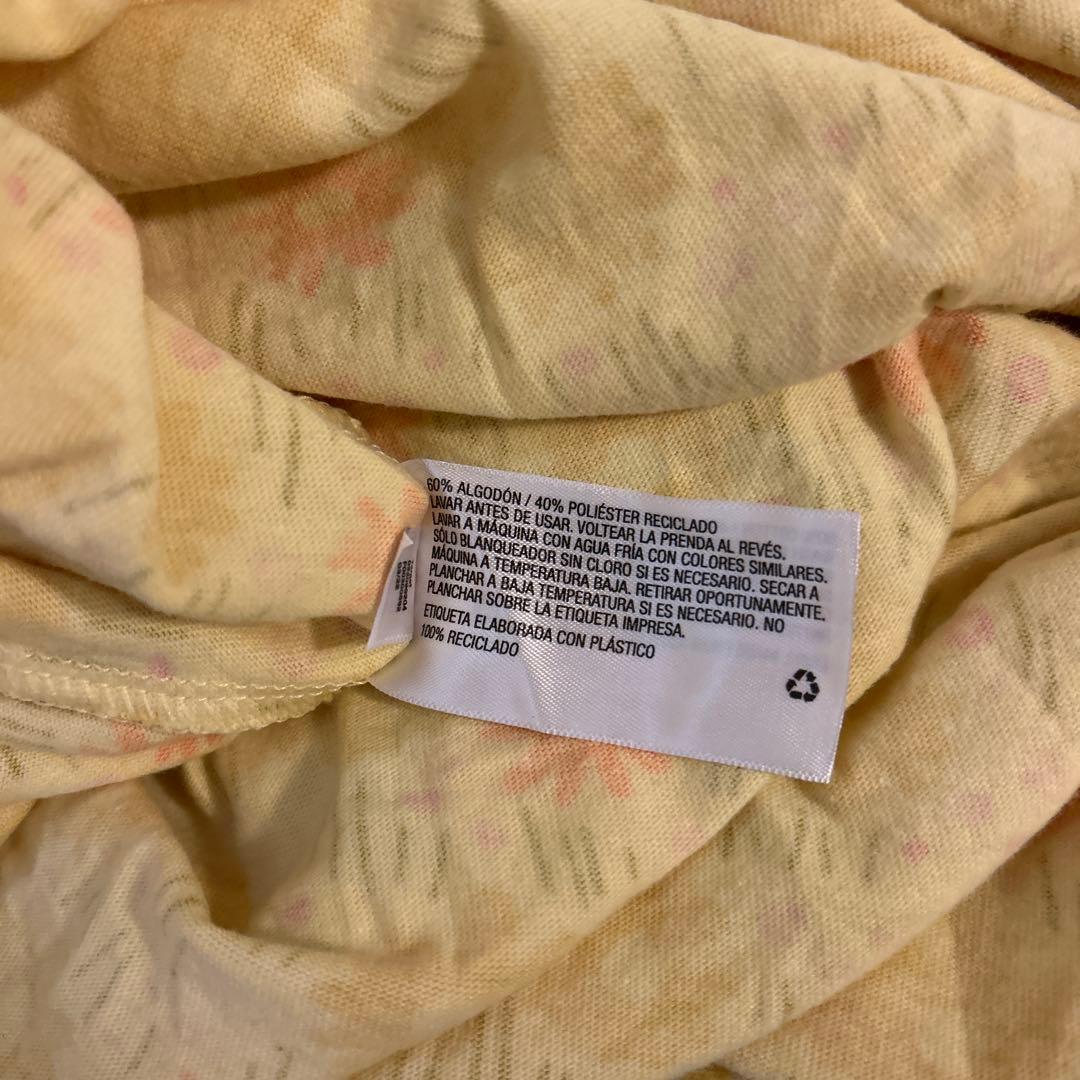 60% ALGODÓN / 40% POLIÉSTER RECICLADO
LAVAR ANTES DE USAR. VOLTEAR LA PRENDA AL REVÉS.
LAVAR A MÁQUINA CON AGUA FRÍA CON COLORES SIMILARES.
SÓLO BLANQUEADOR SIN CLORO SI ES NECESARIO. SECAR A
MÁQUINA A TEMPERATURA BAJA. RETIRAR OPORTUNAMENTE.
PLANCHAR A BAJA TEMPERATURA SI ES NECESARIO. NO
PLANCHAR SOBRE LA ETIQUETA IMPRESA.
ETIQUETA ELABORADA CON PLÁSTICO
100% RECICLADO